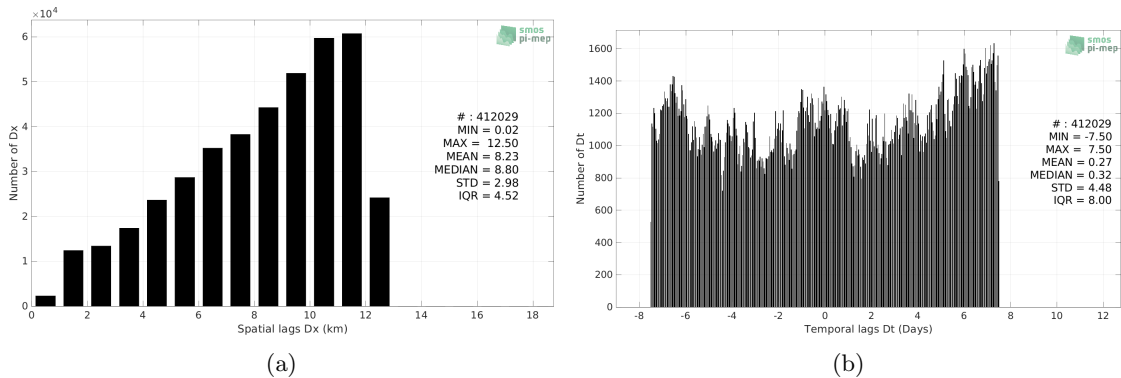 ×10⁴
6
5
4
3
2
1
0
Number of Dx
0 2 4 6 8 10 12 14 16 18
Spatial lags Dx (km)
smos
pi-mep
# : 412029
MIN = 0.02
MAX = 12.50
MEAN = 8.23
MEDIAN = 8.80
STD = 2.98
IQR = 4.52
(a)
1600
1400
1200
1000
800
600
400
200
0
Number of Dt
-8 -6 -4 -2 0 2 4 6 8 10 12
Temporal lags Dt (Days)
smos
pi-mep
# : 412029
MIN = -7.50
MAX = 7.50
MEAN = 0.27
MEDIAN = 0.32
STD = 4.48
IQR = 8.00
(b)